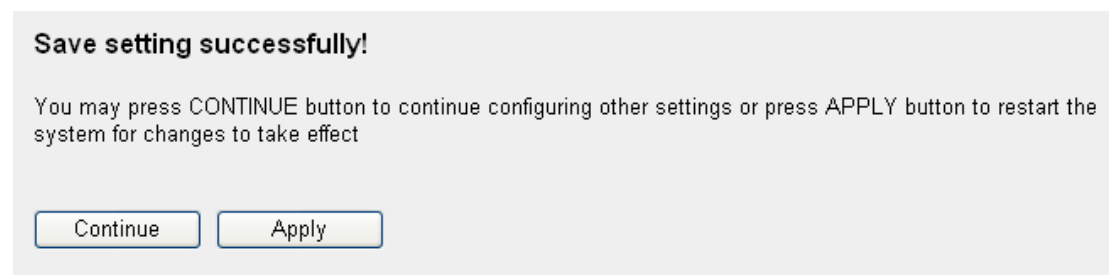 Save setting successfully!
You may press CONTINUE button to continue configuring other settings or press APPLY button to restart the
system for changes to take effect
Continue Apply